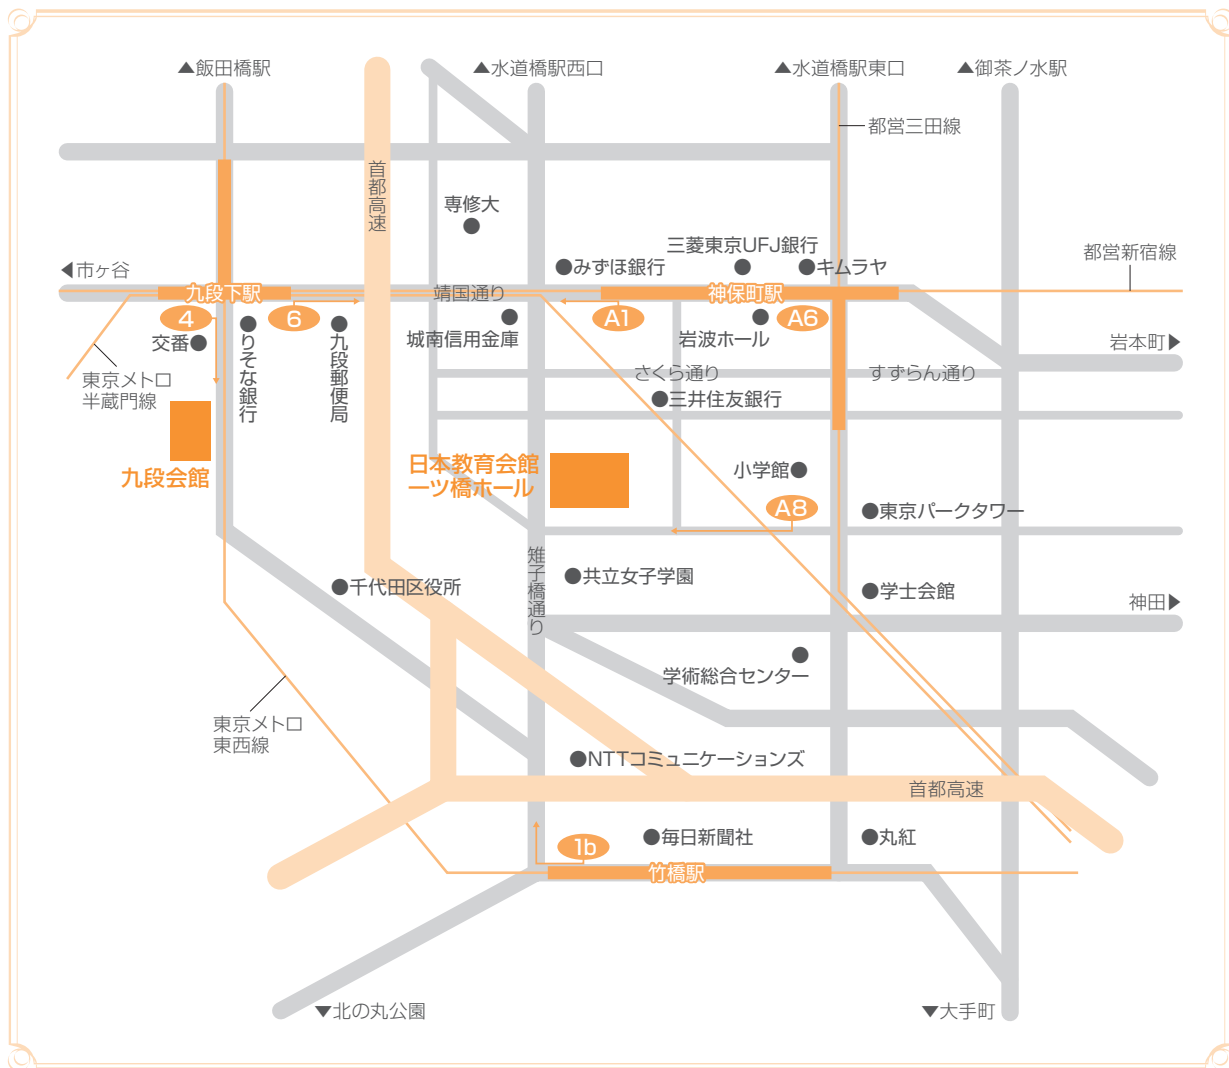 ▲飯田橋駅
▲水道橋駅西口
▲水道橋駅東口
▲御茶ノ水駅
都営三田線
首都高速
専修大
●みずほ銀行
三菱東京UFJ銀行
●キムラヤ
都営新宿線
◀市ヶ谷
九段下駅
靖国通り
神保町駅
4
6
A1
A6
交番
●りそな銀行
●九段郵便局
城南信用金庫
岩波ホール
岩本町▶
東京メトロ
半蔵門線
さくら通り
すずらん通り
●三井住友銀行
九段会館
日本教育会館
一ツ橋ホール
小学館●
A8
●東京パークタワー
雉子橋通り
●千代田区役所
●共立女子学園
●学士会館
神田▶
学術総合センター
東京メトロ
東西線
●NTTコミュニケーションズ
首都高速
1b
●毎日新聞社
●丸紅
竹橋駅
▼北の丸公園
▼大手町